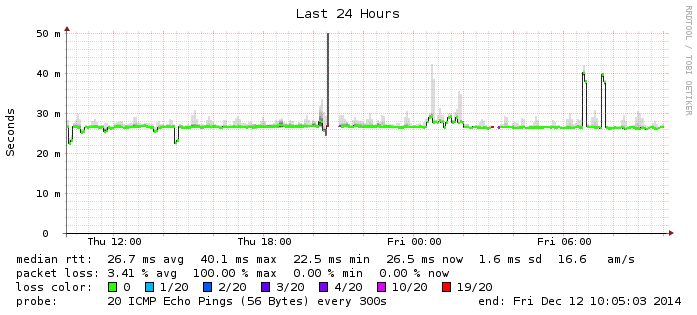 Last 24 Hours
RRDTOOL / TOBI OETIKER
Seconds
50 m
40 m
30 m
20 m
10 m
0
Thu 12:00 Thu 18:00 Fri 00:00 Fri 06:00
median rtt: 26.7 ms avg 40.1 ms max 22.5 ms min 26.5 ms now 1.6 ms sd 16.6 am/s
packet loss: 3.41 % avg 100.00 % max 0.00 % min 0.00 % now
loss color: 0 1/20 2/20 3/20 4/20 10/20 19/20
probe: 20 ICMP Echo Pings (56 Bytes) every 300s end: Fri Dec 12 10:05:03 2014